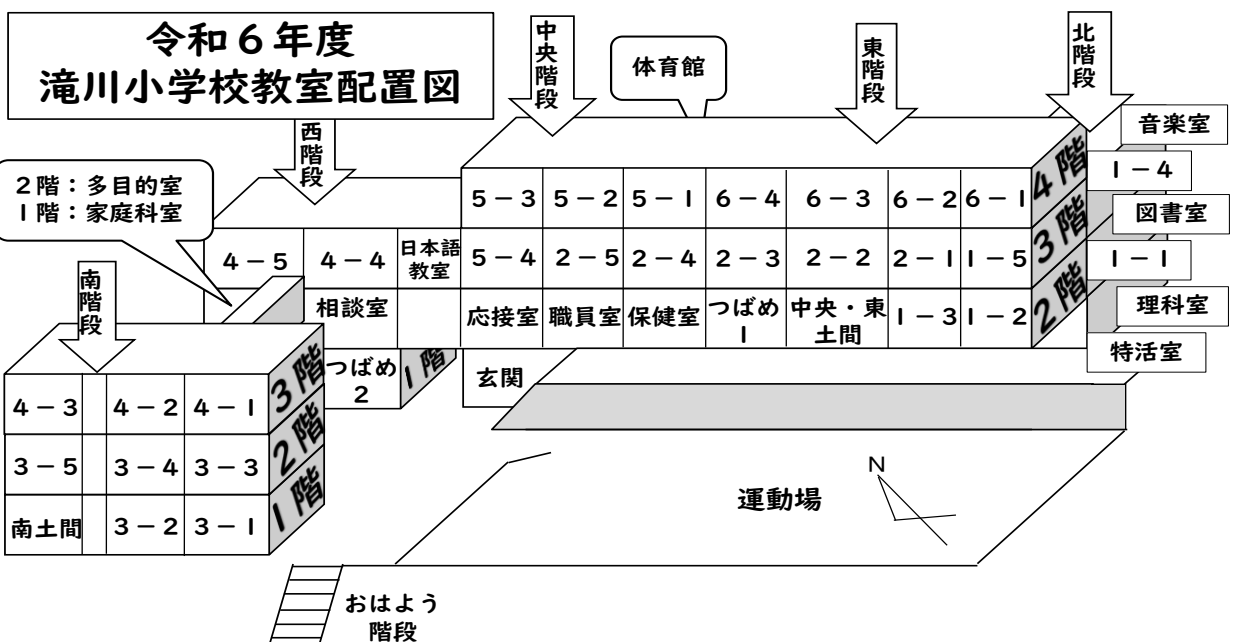 令和６年度
滝川小学校教室配置図
中央階段
体育館
東階段
北階段
西階段
２階：多目的室
１階：家庭科室
南階段
音楽室
１－４
図書室
１－１
理科室
特活室
５－３ ５－２ ５－１ ６－４ ６－３ ６－２ ６－１ ４階
４－５ ４－４ 日本語教室 ５－４ ２－５ ２－４ ２－３ ２－２ ２－１ １－５ ３階
相談室 応接室 職員室 保健室 つばめ１ 中央・東土間 １－３ １－２ ２階
つばめ２ １階 玄関
４－３ ４－２ ４－１ ３階
３－５ ３－４ ３－３ ２階
南土間 ３－２ ３－１ １階
N
運動場
おはよう
階段